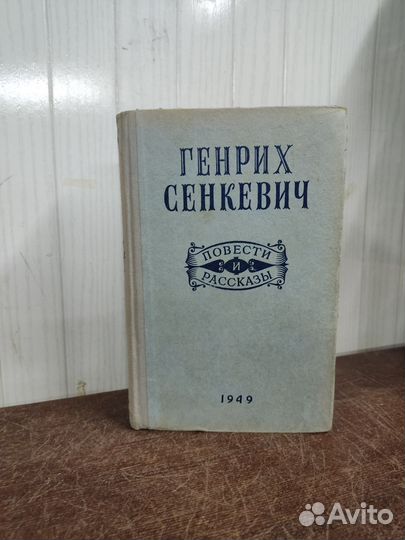 ГЕНРИХ
СЕНКЕВИЧ
ПОВЕСТИ
И
РАССКАЗЫ
1949
Avito